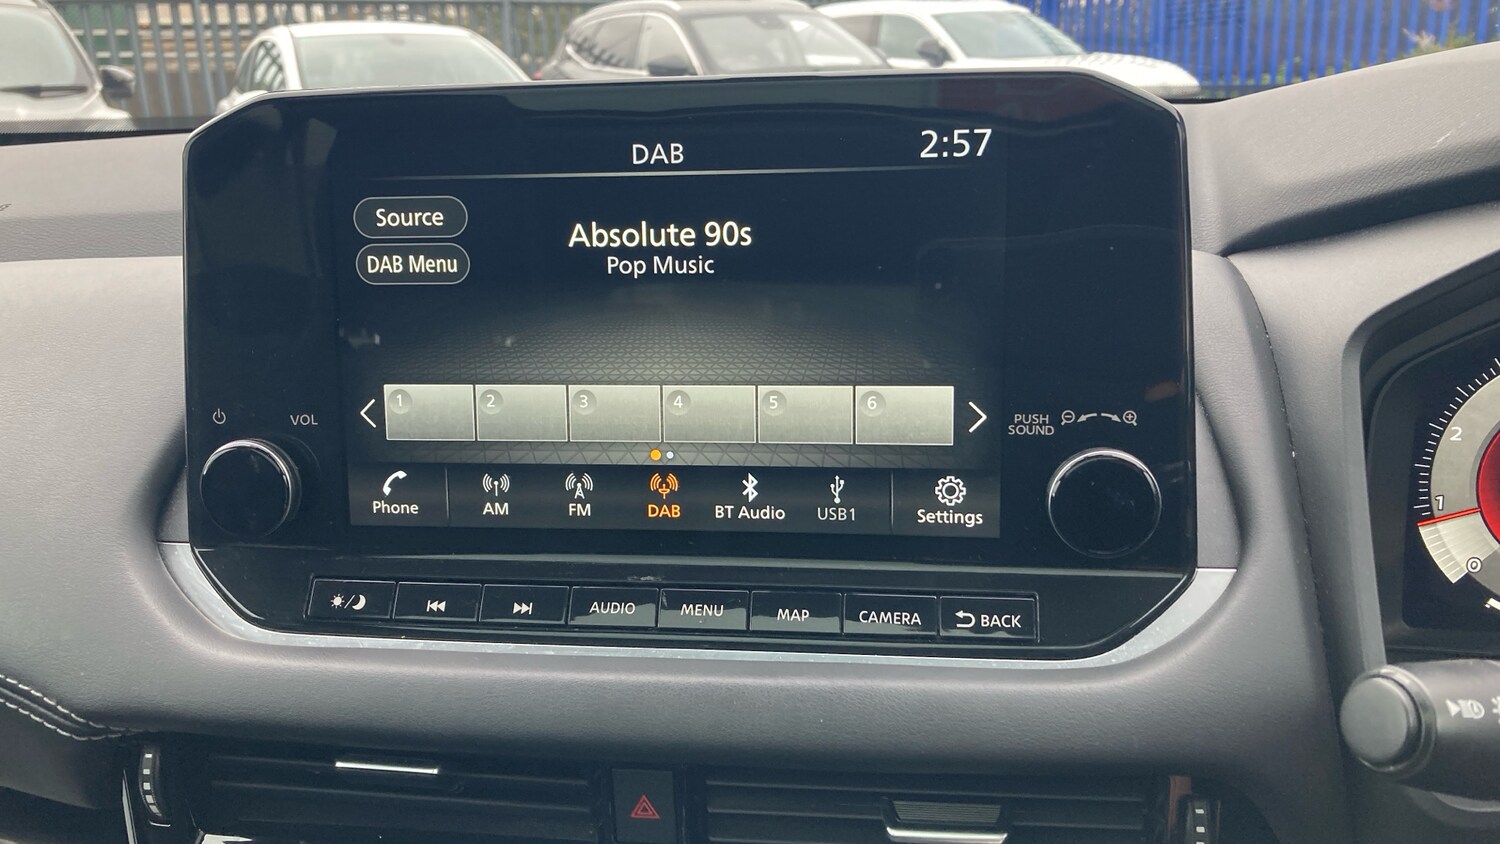 DAB
2:57
Source
DAB Menu
Absolute 90s
Pop Music
1 2 3 4 5 6
VOL
PUSH
SOUND
Phone
AM
FM
DAB
BT Audio
USB1
Settings
AUDIO
MENU
MAP
CAMERA
BACK
2
1
0